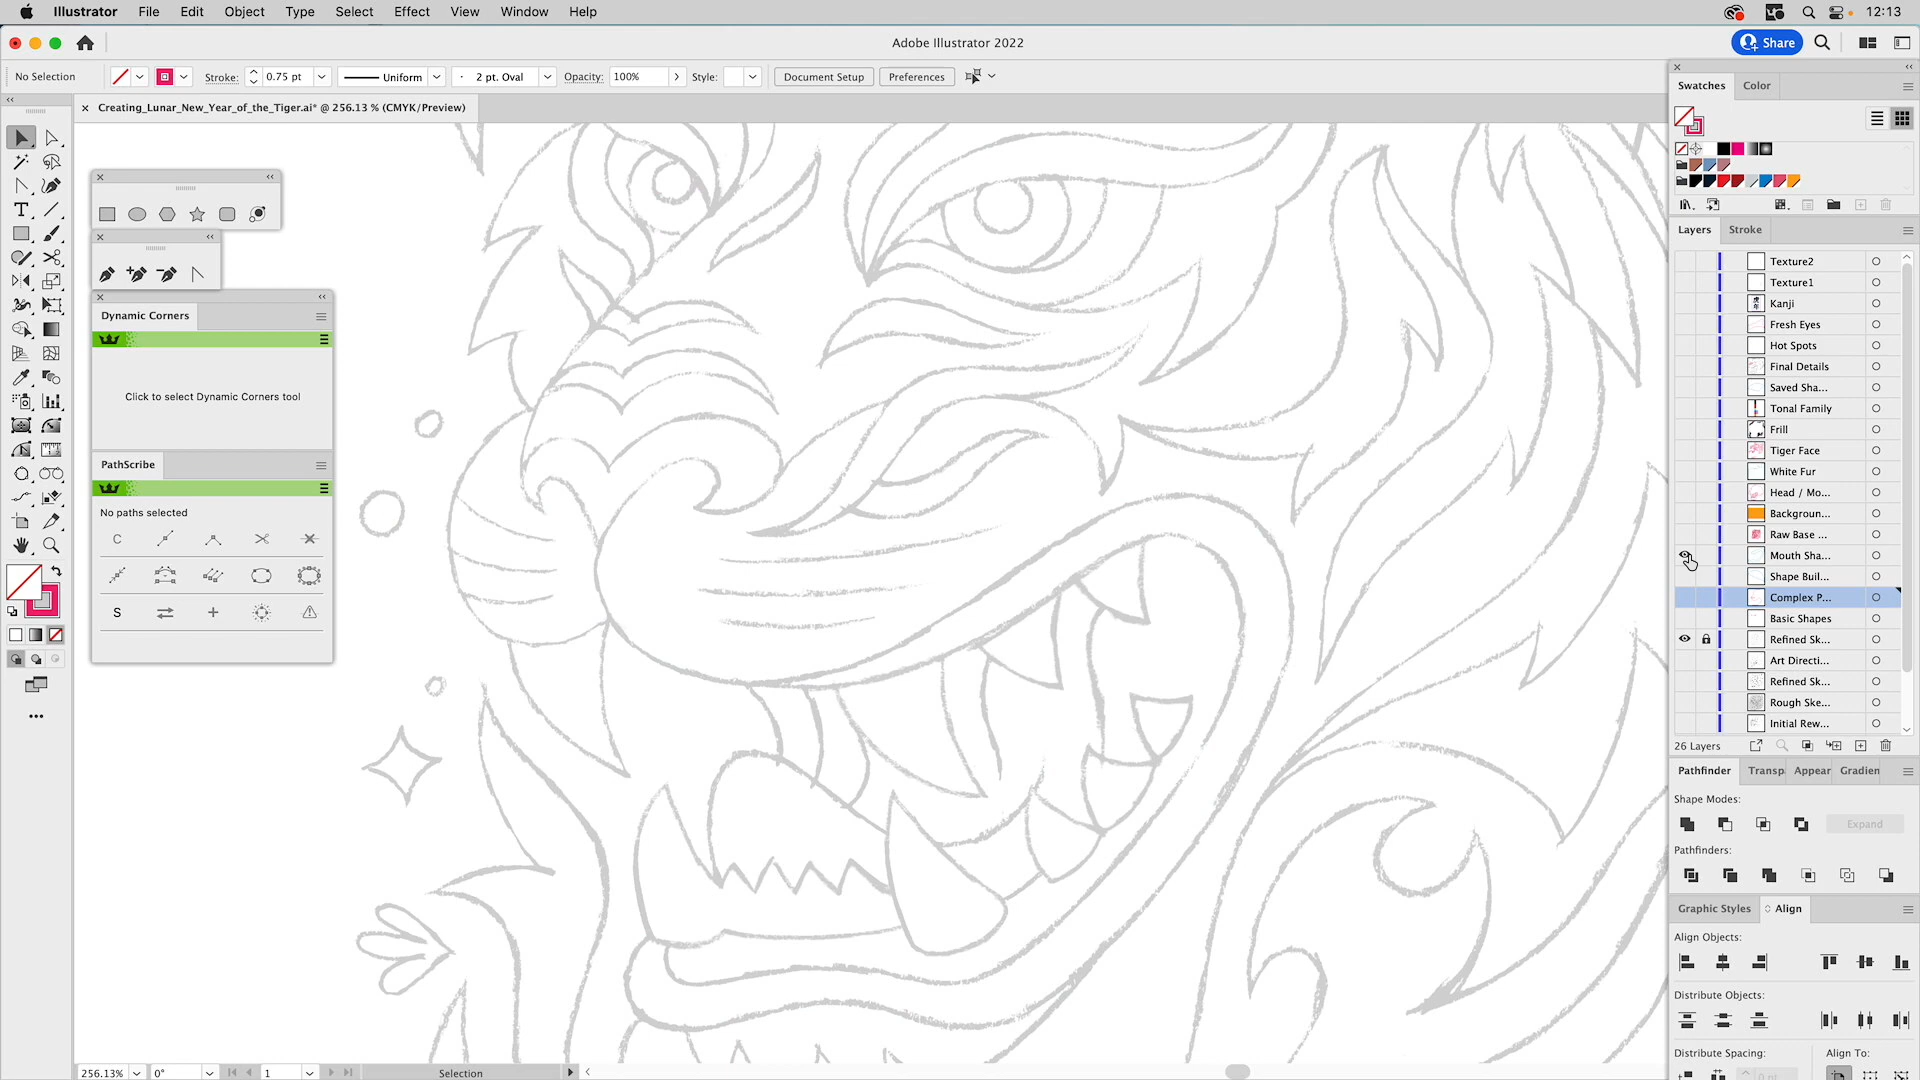 Illustrator File Edit Object Type Select Effect View Window Help 12:13
Adobe Illustrator 2022 Share
No Selection Stroke: 0.75 pt Uniform 2 pt. Oval Opacity: 100% Style: Document Setup Preferences
Creating_Lunar_New_Year_of_the_Tiger.ai* @ 256.13 % (CMYK/Preview)
Dynamic Corners
Click to select Dynamic Corners tool
PathScribe
No paths selected
C
S
Swatches Color
Layers Stroke
Texture2
Texture1
Kanji
Fresh Eyes
Hot Spots
Final Details
Saved Sha...
Tonal Family
Frill
Tiger Face
White Fur
Head / Mo...
Backgroun...
Raw Base ...
Mouth Sha...
Shape Buil...
Complex P...
Basic Shapes
Refined Sk...
Art Directi...
Refined Sk...
Rough Ske...
Initial Rew...
26 Layers
Pathfinder Transp Appear Gradien
Shape Modes:
Expand
Pathfinders:
Graphic Styles Align
Align Objects:
Distribute Objects:
Distribute Spacing: Align To:
256.13% 0° 1 Selection